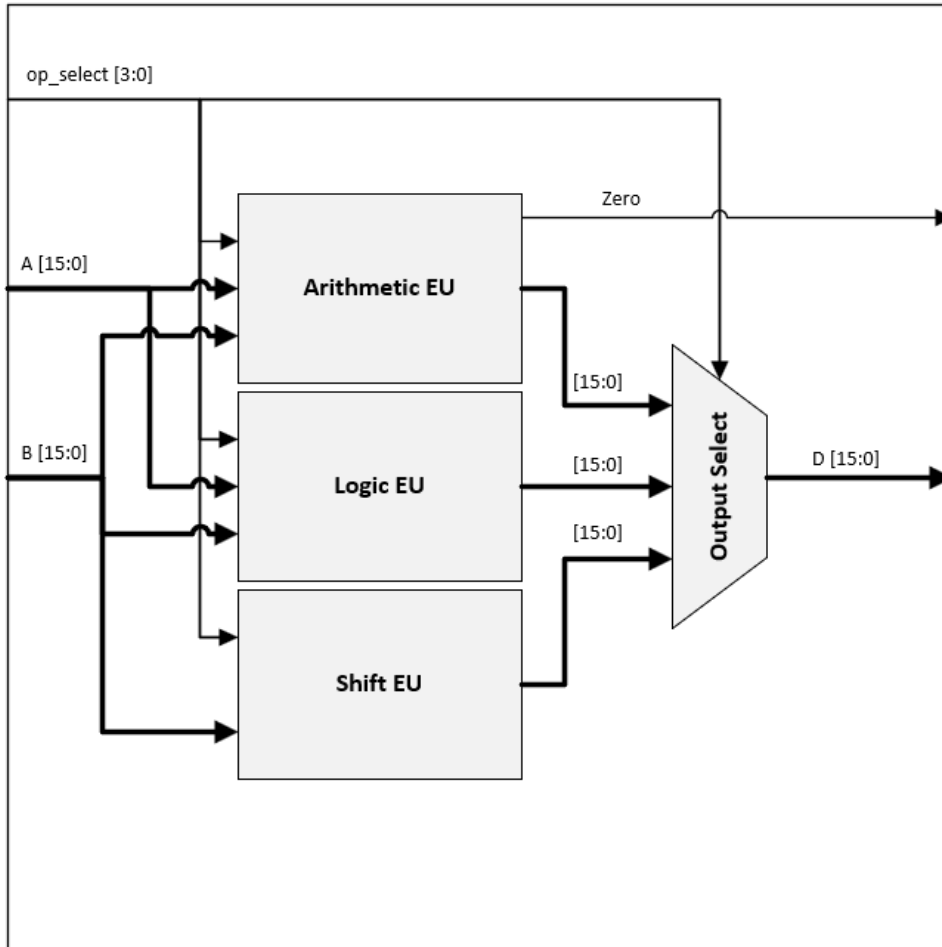 op_select [3:0]
Zero
A [15:0]
Arithmetic EU
[15:0]
B [15:0]
Logic EU
[15:0]
Output Select
D [15:0]
[15:0]
Shift EU